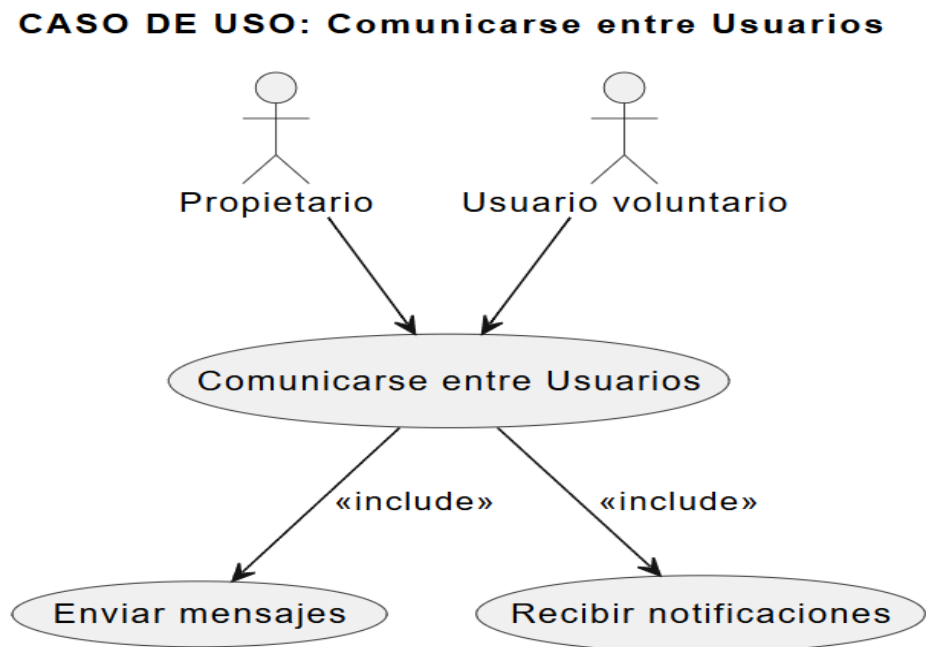 CASO DE USO: Comunicarse entre Usuarios
Propietario
Usuario voluntario
Comunicarse entre Usuarios
«include»
«include»
Enviar mensajes
Recibir notificaciones